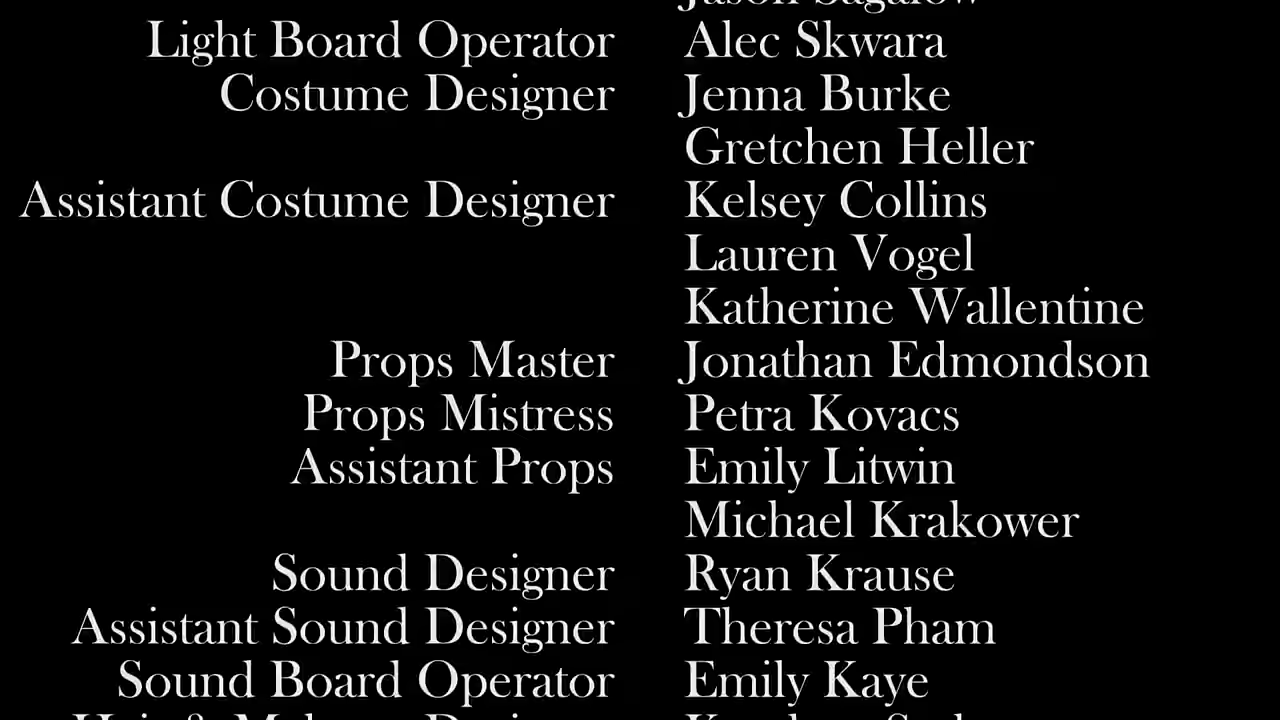 Jason Sagalow
Light Board Operator Alec Skwara
Costume Designer Jenna Burke
Gretchen Heller
Assistant Costume Designer Kelsey Collins
Lauren Vogel
Katherine Wallentine
Props Master Jonathan Edmondson
Props Mistress Petra Kovacs
Assistant Props Emily Litwin
Michael Krakower
Sound Designer Ryan Krause
Assistant Sound Designer Theresa Pham
Sound Board Operator Emily Kaye